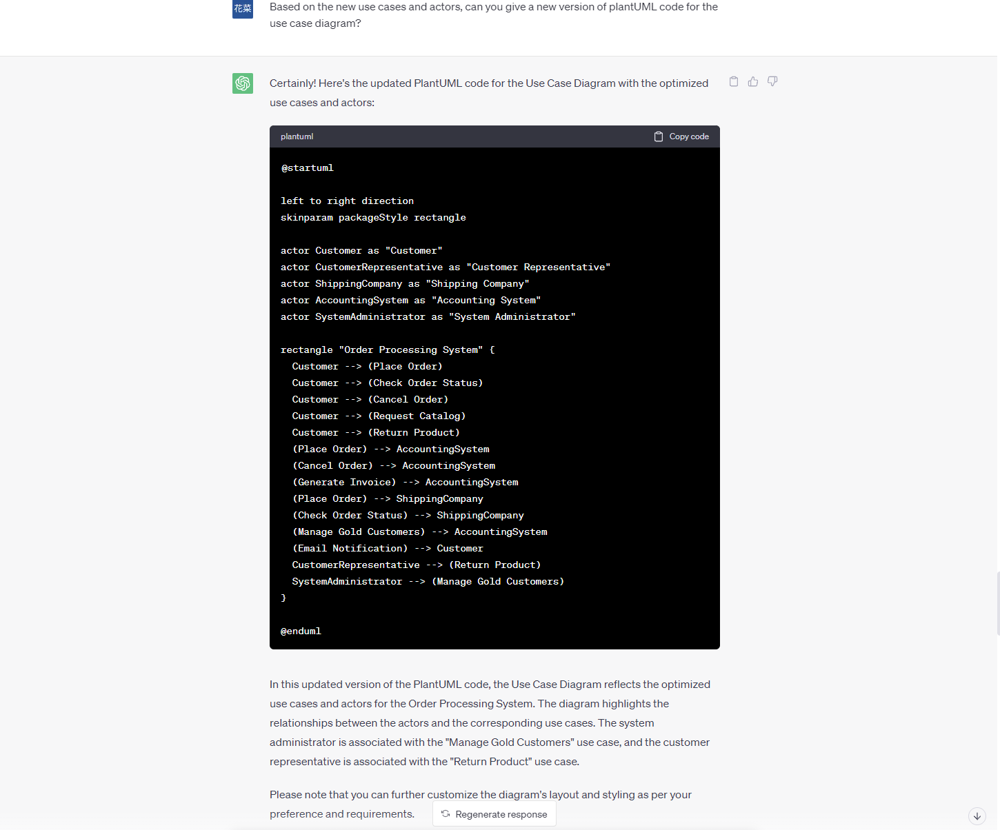 花菜
Based on the new use cases and actors, can you give a new version of plantUML code for the
use case diagram?
Certainly! Here's the updated PlantUML code for the Use Case Diagram with the optimized
use cases and actors:
plantuml
Copy code
@startuml
left to right direction
skinparam packageStyle rectangle
actor Customer as "Customer"
actor CustomerRepresentative as "Customer Representative"
actor ShippingCompany as "Shipping Company"
actor AccountingSystem as "Accounting System"
actor SystemAdministrator as "System Administrator"
rectangle "Order Processing System" {
Customer --> (Place Order)
Customer --> (Check Order Status)
Customer --> (Cancel Order)
Customer --> (Request Catalog)
Customer --> (Return Product)
(Place Order) --> AccountingSystem
(Cancel Order) --> AccountingSystem
(Generate Invoice) --> AccountingSystem
(Place Order) --> ShippingCompany
(Check Order Status) --> ShippingCompany
(Manage Gold Customers) --> AccountingSystem
(Email Notification) --> Customer
CustomerRepresentative --> (Return Product)
SystemAdministrator --> (Manage Gold Customers)
}
@enduml
In this updated version of the PlantUML code, the Use Case Diagram reflects the optimized
use cases and actors for the Order Processing System. The diagram highlights the
relationships between the actors and the corresponding use cases. The system
administrator is associated with the "Manage Gold Customers" use case, and the customer
representative is associated with the "Return Product" use case.
Please note that you can further customize the diagram's layout and styling as per your
preference and requirements.
Regenerate response